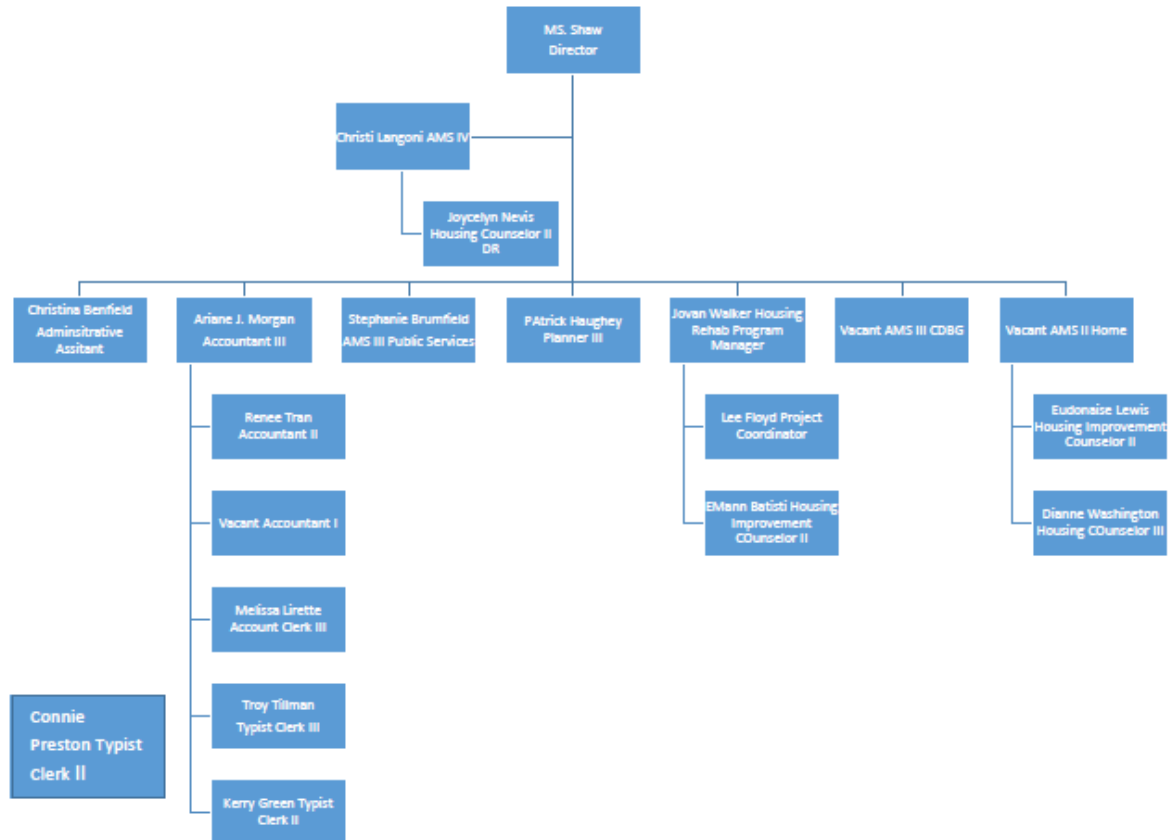 MS. Shaw
Director
Christi Langoni AMS IV
Joycelyn Nevis
Housing Counselor II
DR
Christina Benfield
Adminsitrative
Assitant
Ariane J. Morgan
Accountant III
Stephanie Brumfield
AMS III Public Services
PAtrick Haughey
Planner III
Jovan Walker Housing
Rehab Program
Manager
Vacant AMS III CDBG
Vacant AMS II Home
Renee Tran
Accountant II
Vacant Accountant I
Melissa Lirette
Account Clerk III
Troy Tillman
Typist Clerk III
Kerry Green Typist
Clerk II
Lee Floyd Project
Coordinator
EMann Batisti Housing
Improvement
COunselor II
Eudonaise Lewis
Housing Improvement
Counselor II
Dianne Washington
Housing COunselor III
Connie
Preston Typist
Clerk II